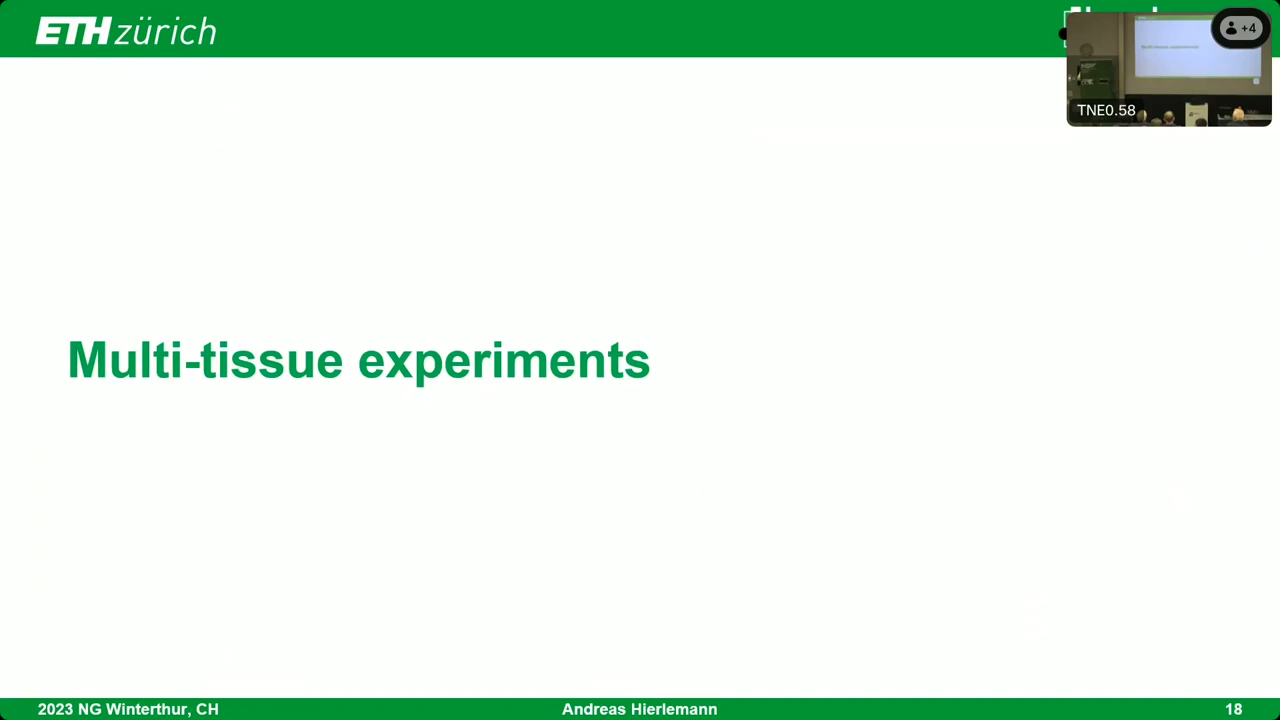 ETH zürich
+4
TNE0.58
Multi-tissue experiments
2023 NG Winterthur, CH
Andreas Hierlemann
18